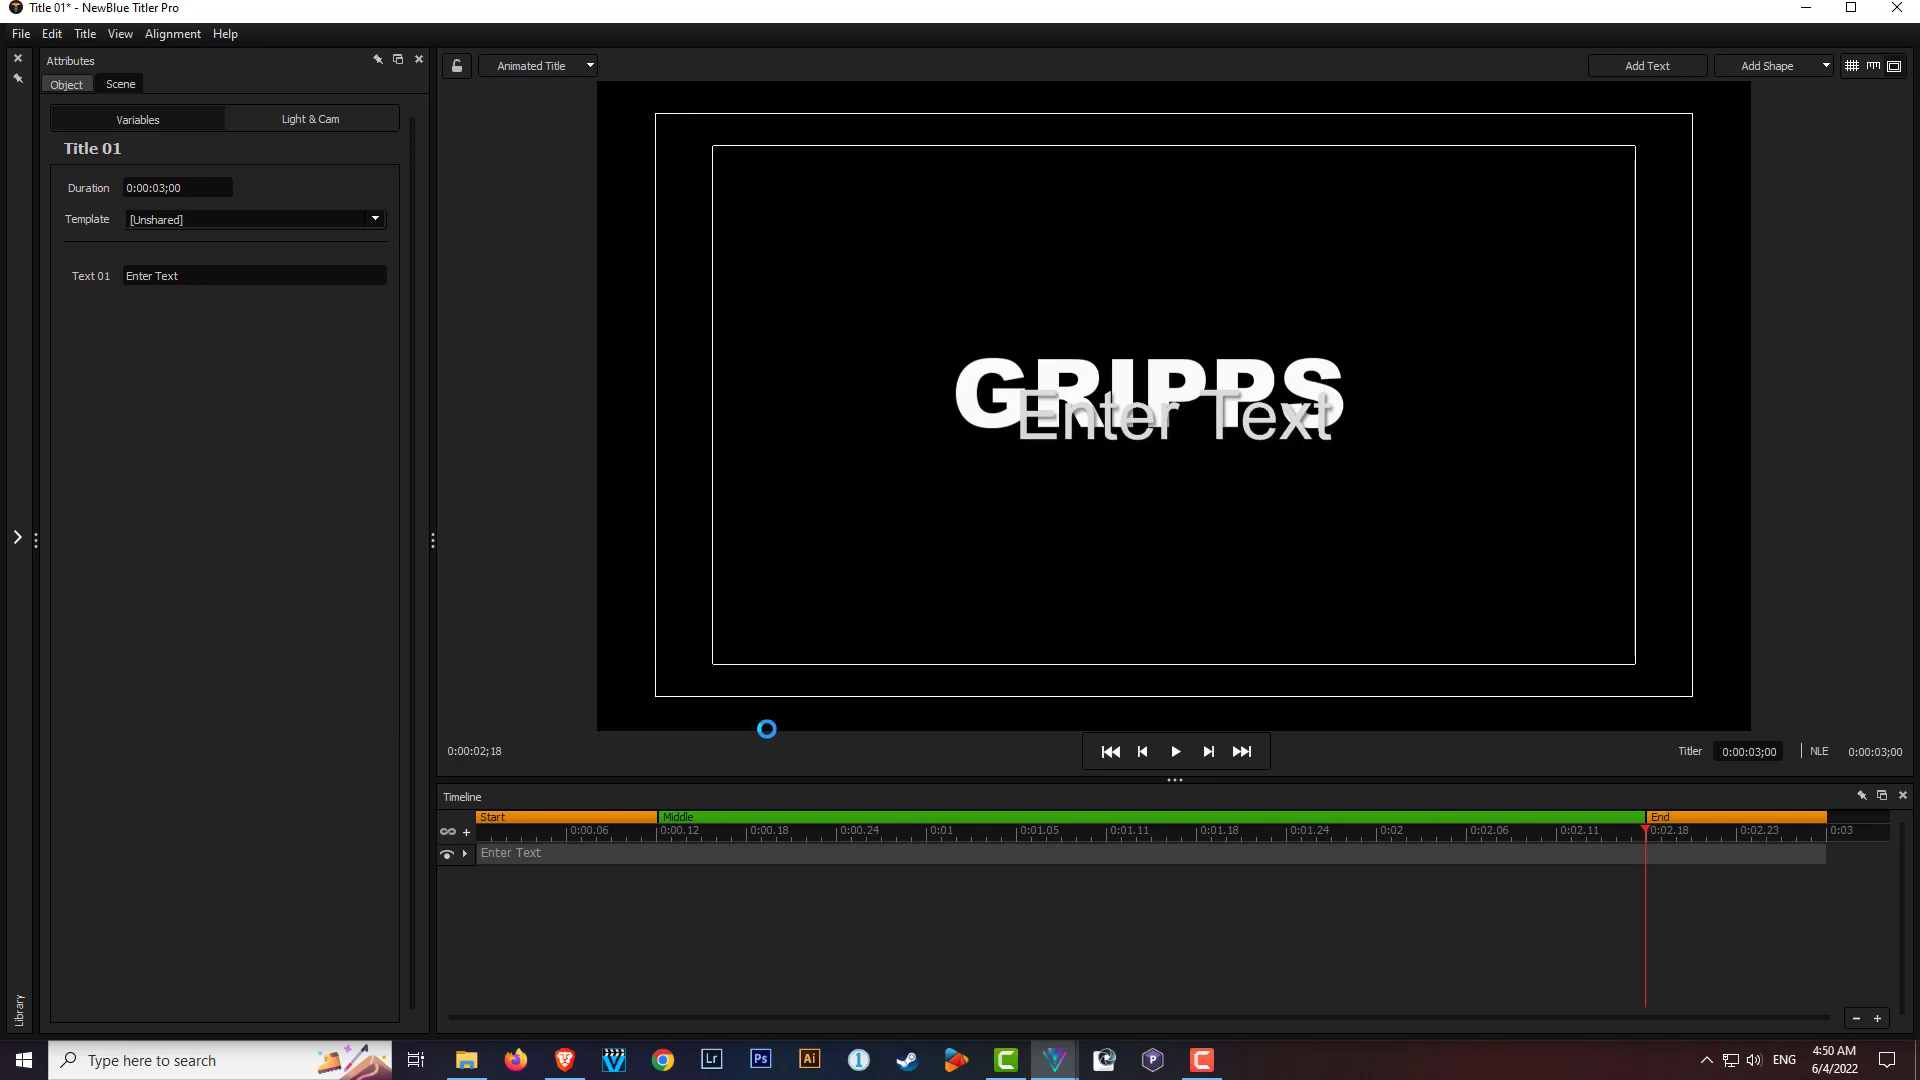 Title 01* - NewBlue Titler Pro
File Edit Title View Alignment Help
Attributes
Object Scene
Variables Light & Cam
Title 01
Duration 0:00:03;00
Template [Unshared]
Text 01 Enter Text
Library
Animated Title
Add Text Add Shape
GRIPPS
Enter Text
0:00:02;18
Titler 0:00:03;00 NLE 0:00:03;00
Timeline
Start Middle End
0:00.06 0:00.12 0:00.18 0:00.24 0:01 0:01.05 0:01.11 0:01.18 0:01.24 0:02 0:02.06 0:02.11 0:02.18 0:02.23 0:03
Enter Text
Type here to search
Lr Ps Ai
ENG
4:50 AM
6/4/2022